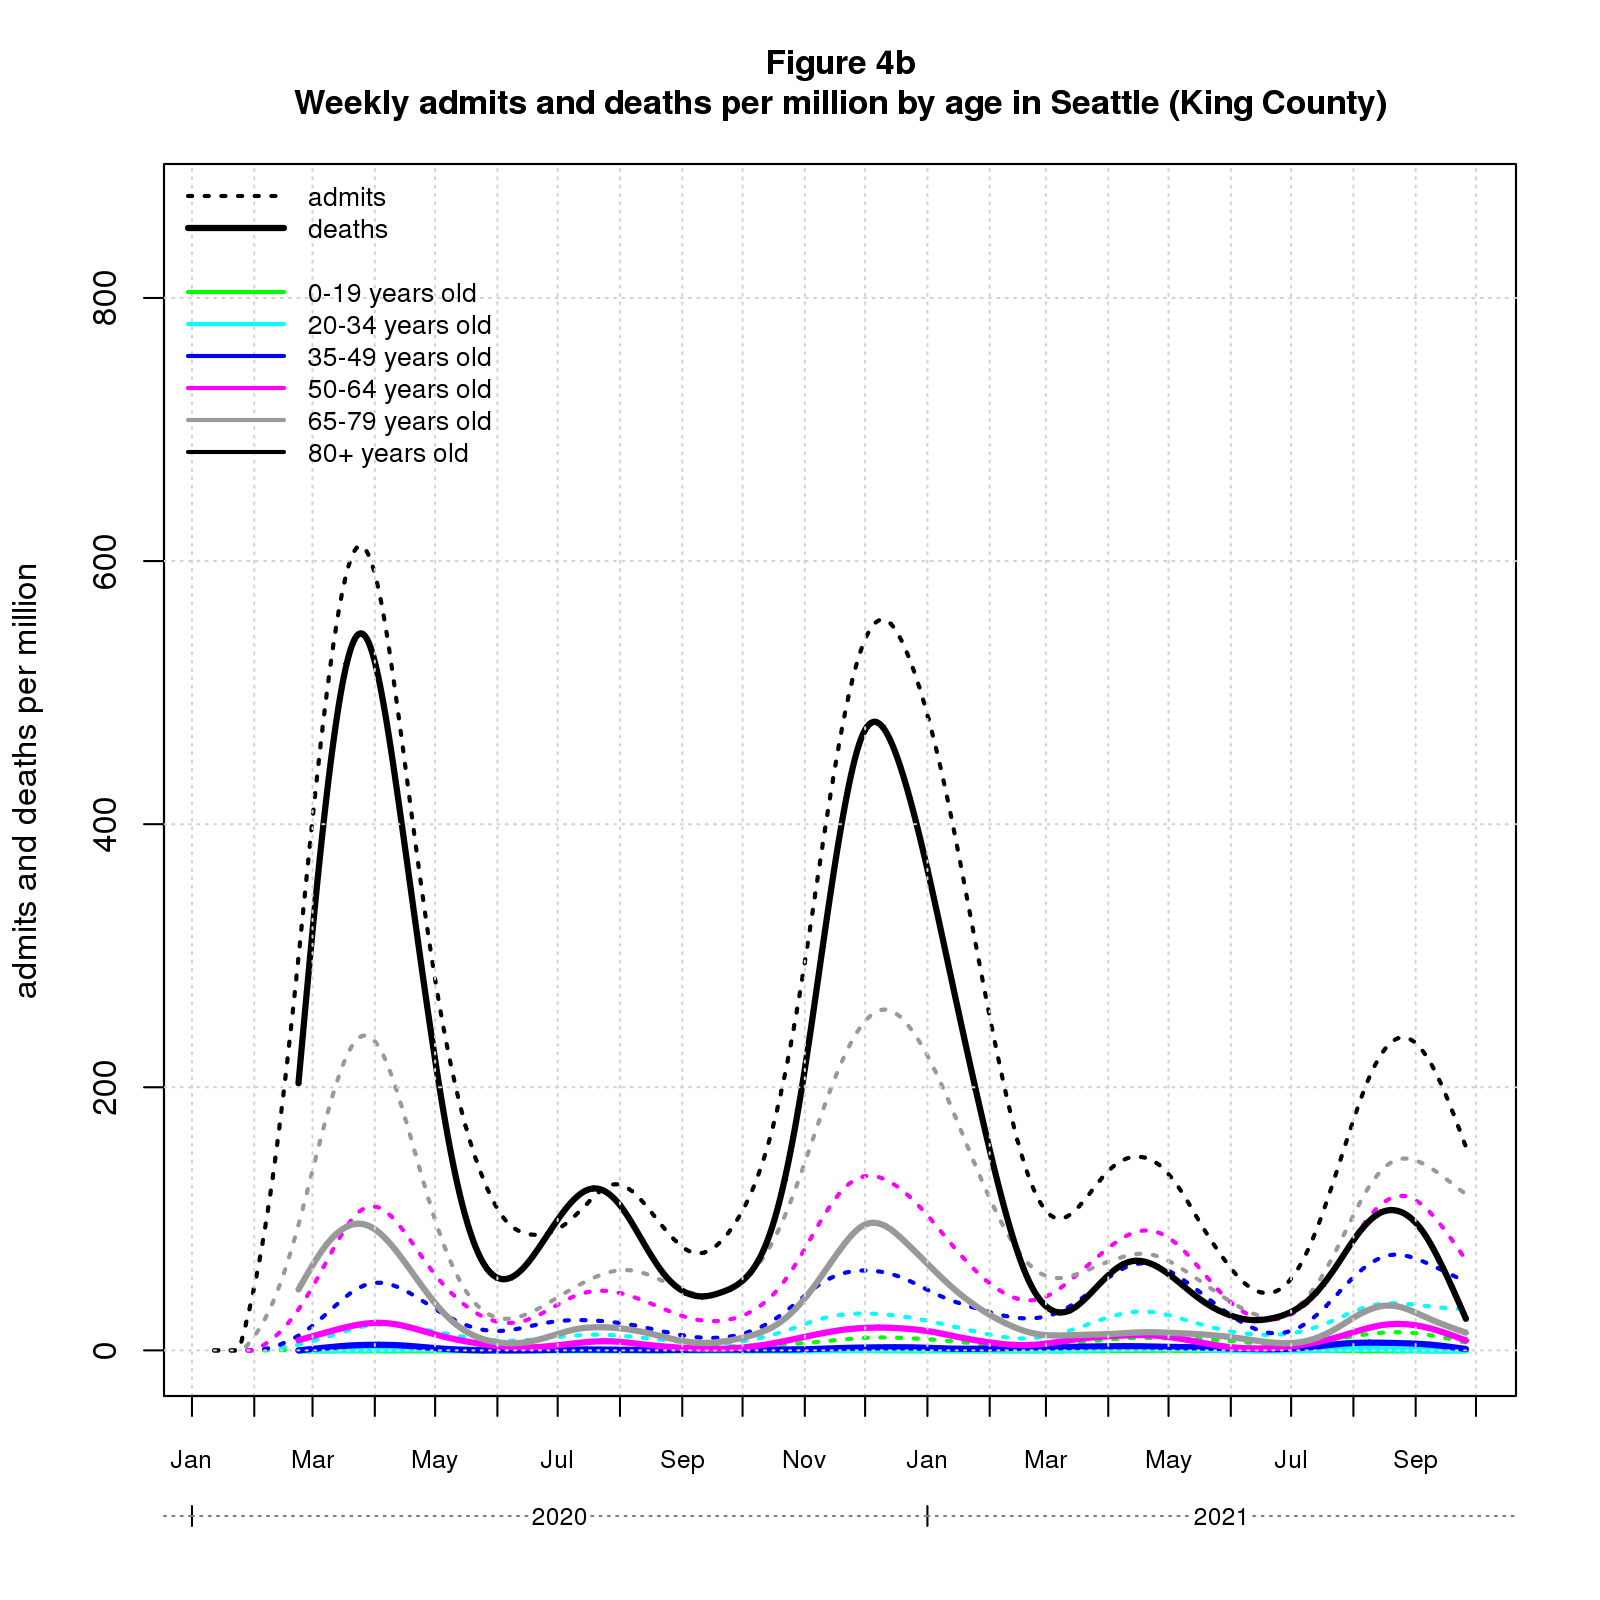 Figure 4b
Weekly admits and deaths per million by age in Seattle (King County)
admits
deaths
0-19 years old
20-34 years old
35-49 years old
50-64 years old
65-79 years old
80+ years old
admits and deaths per million
800
600
400
200
0
Jan Mar May Jul Sep Nov Jan Mar May Jul Sep
2020 2021